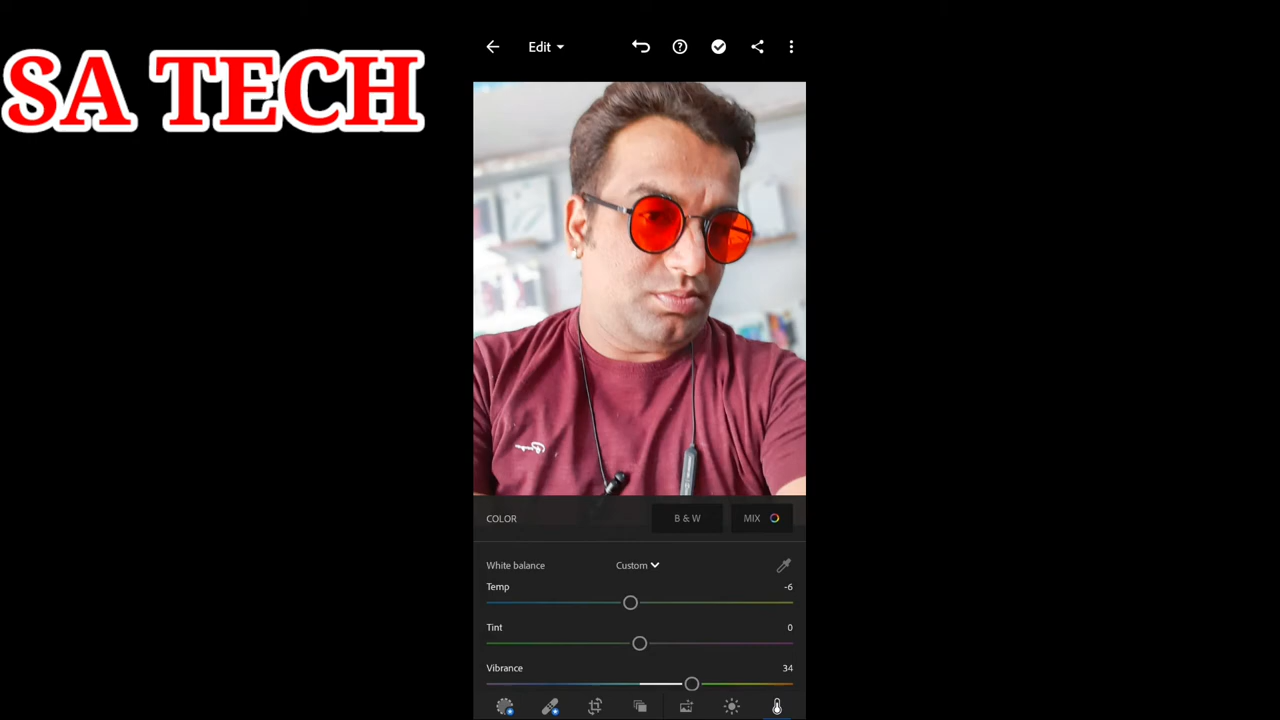 SA TECH
Edit
COLOR
B & W
MIX
White balance
Custom
Temp
-6
Tint
0
Vibrance
34